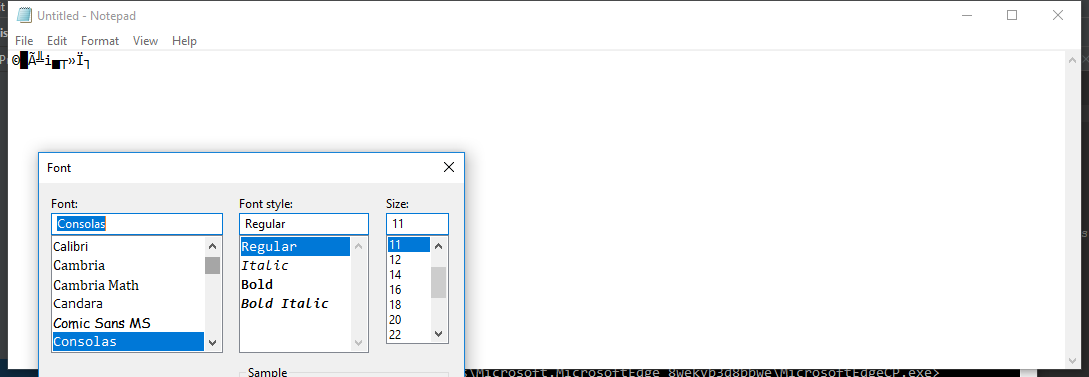 Untitled - Notepad
File Edit Format View Help
Font
Font: Font style: Size:
Consolas Regular 11
Calibri Regular 11
Cambria Italic 12
Cambria Math Bold 14
Candara Bold Italic 16
Comic Sans MS 18
Consolas 20
22
Sample
\Microsoft.MicrosoftEdge_8wekyb3d8bbwe\MicrosoftEdgeCP.exe>